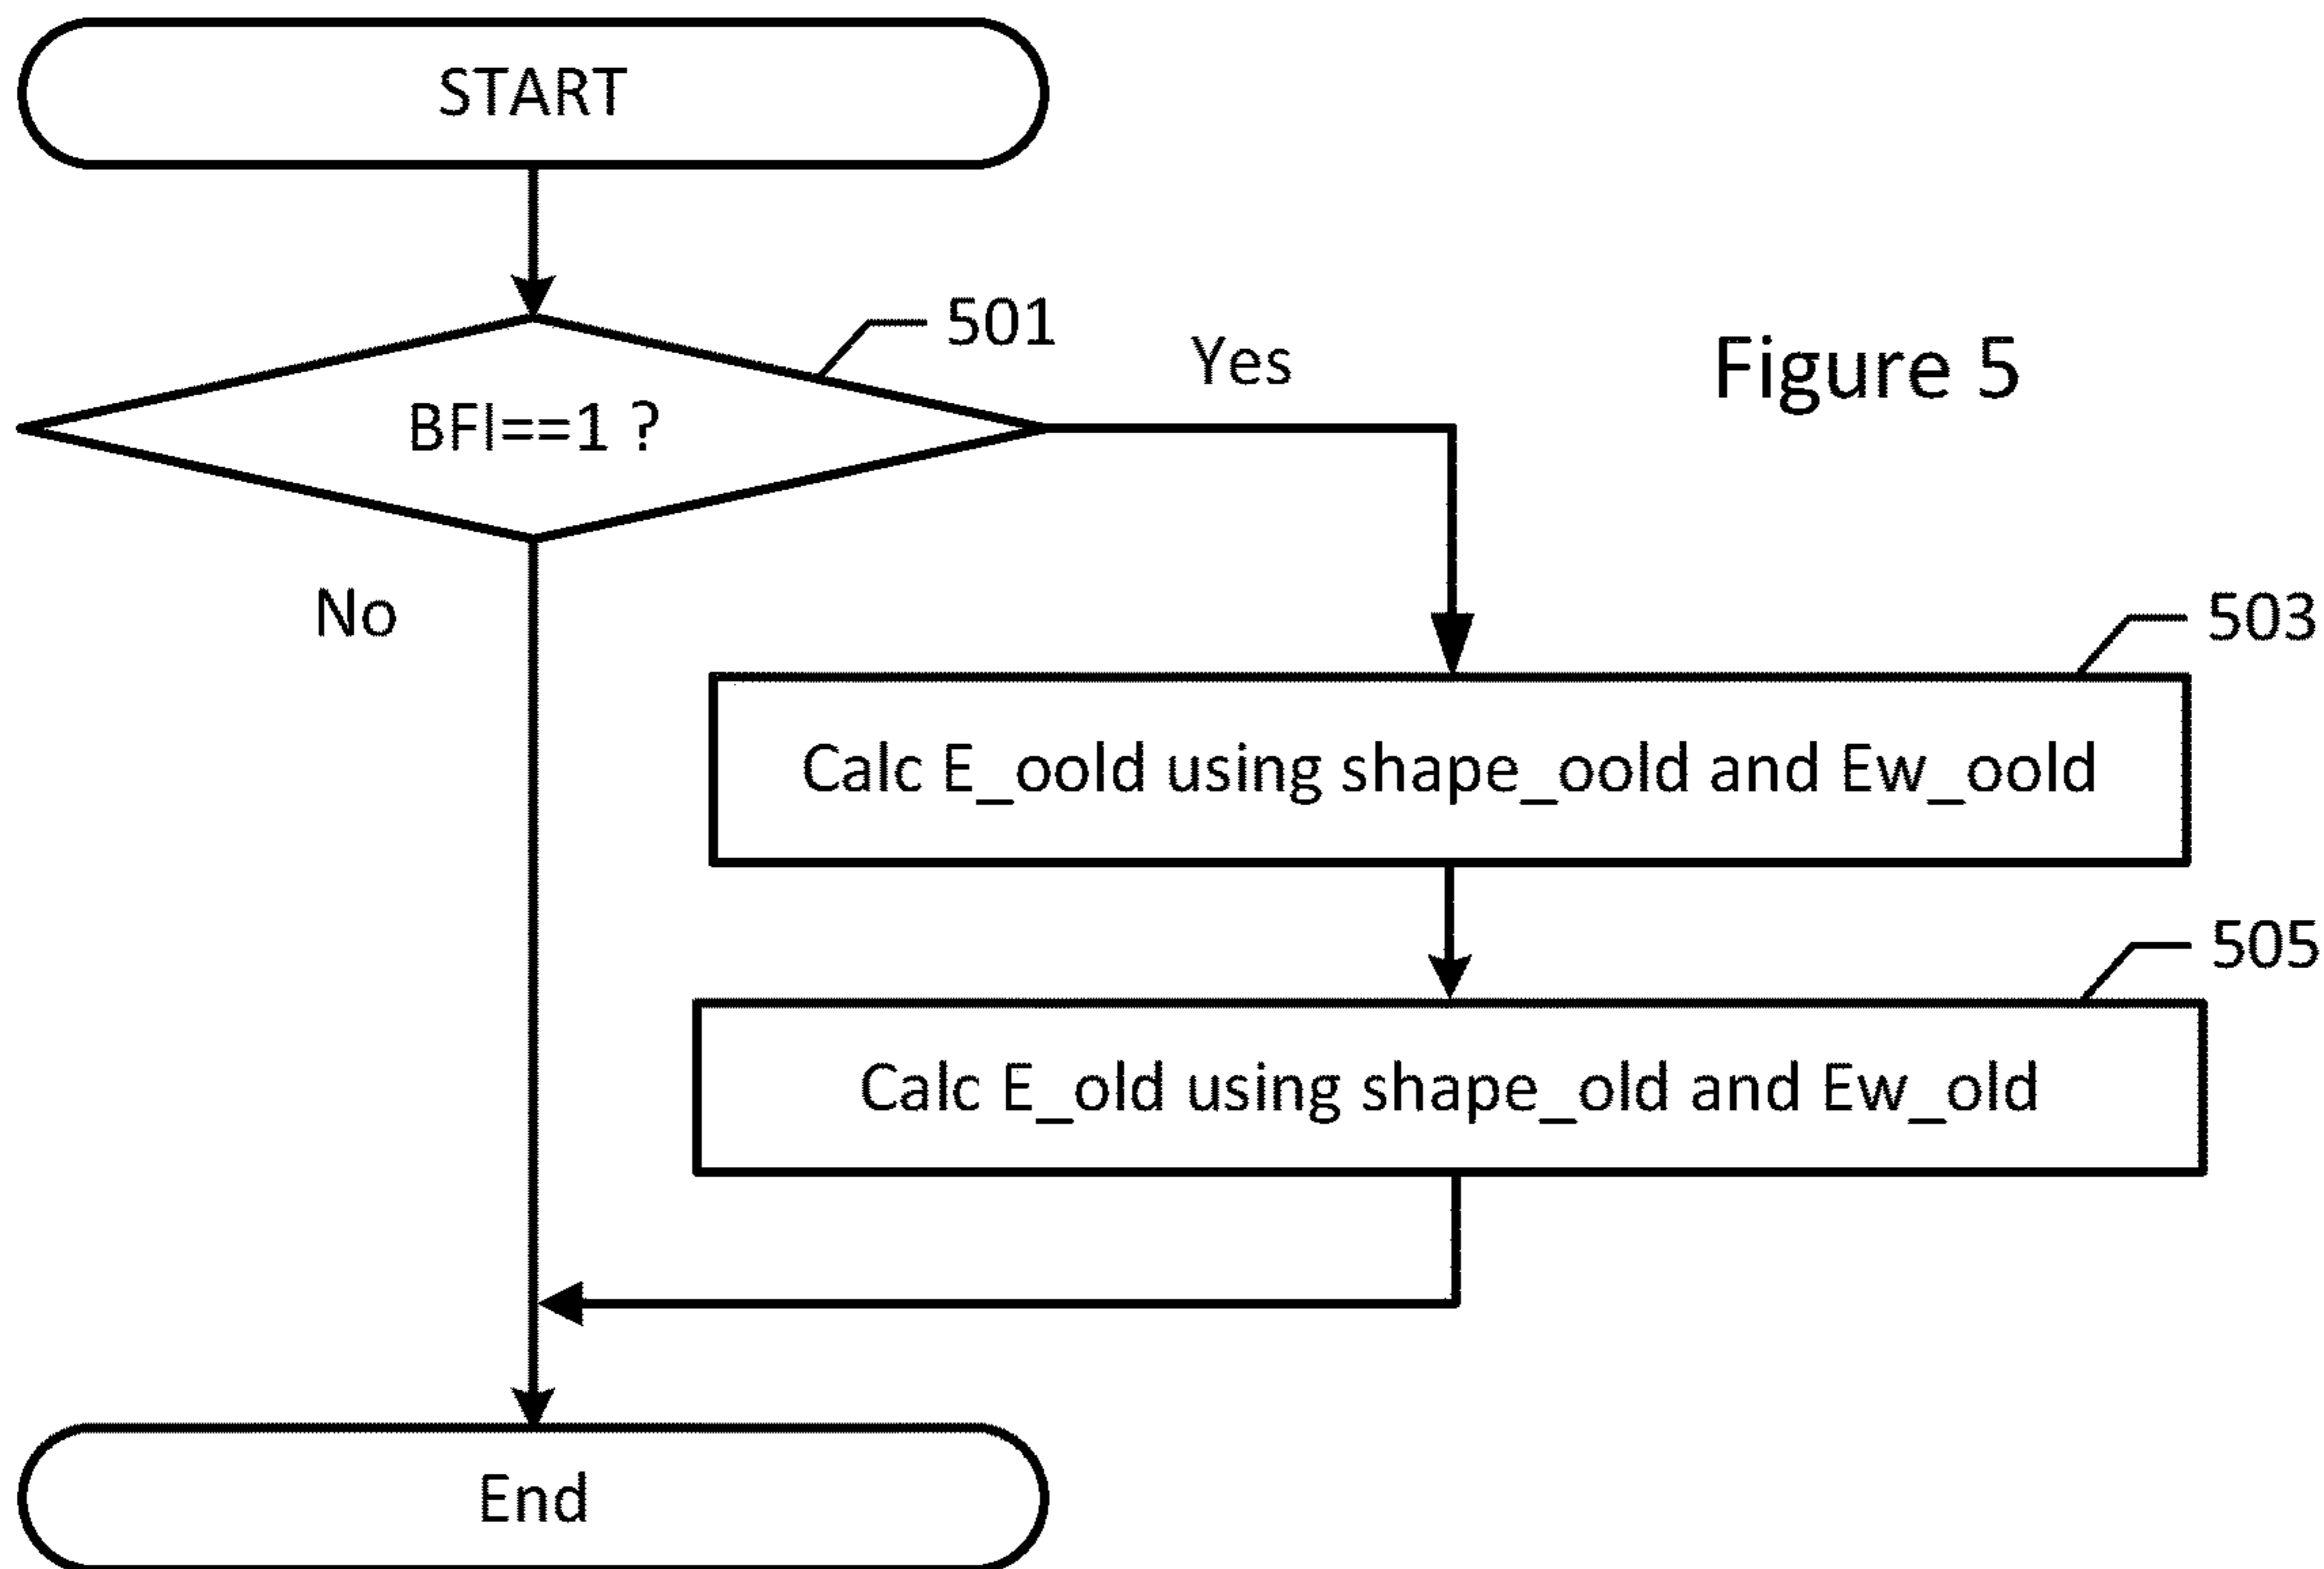 START
501
Yes
Figure 5
BFI==1 ?
No
503
Calc E_oold using shape_oold and Ew_oold
505
Calc E_old using shape_old and Ew_old
End